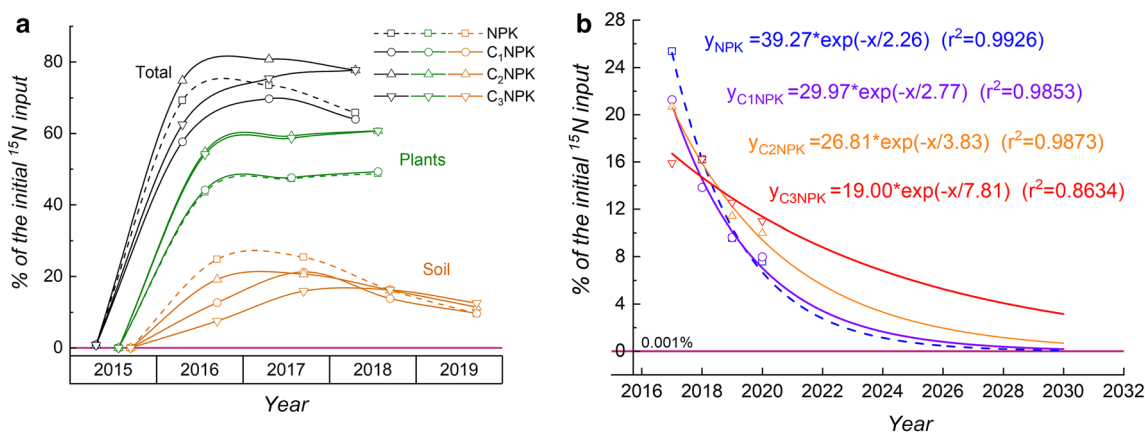 a
% of the initial ¹⁵N input
80
60
40
20
0
Total
Plants
Soil
NPK
C₁NPK
C₂NPK
C₃NPK
2015 2016 2017 2018 2019
Year
b
% of the initial ¹⁵N input
28
24
20
16
12
8
4
0
y_NPK =39.27*exp(-x/2.26) (r²=0.9926)
y_C1NPK =29.97*exp(-x/2.77) (r²=0.9853)
y_C2NPK =26.81*exp(-x/3.83) (r²=0.9873)
y_C3NPK =19.00*exp(-x/7.81) (r²=0.8634)
0.001%
2016 2018 2020 2022 2024 2026 2028 2030 2032
Year